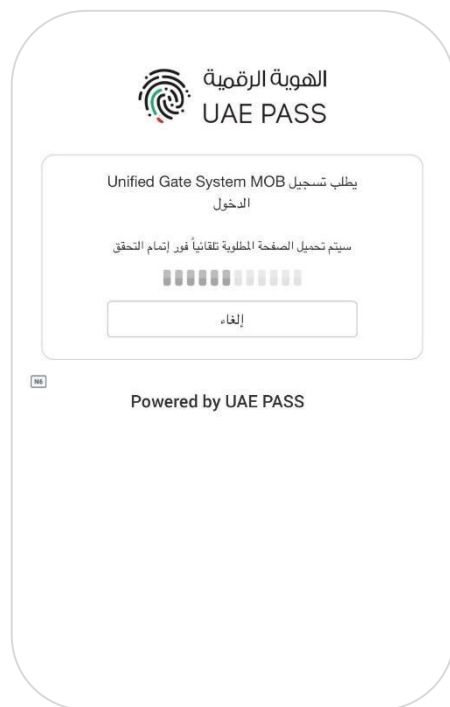 الهوية الرقمية
UAE PASS
يطلب تسجيل Unified Gate System MOB
الدخول
سيتم تحميل الصفحة المطلوبة تلقائياً فور إتمام التحقق
إلغاء
N6
Powered by UAE PASS